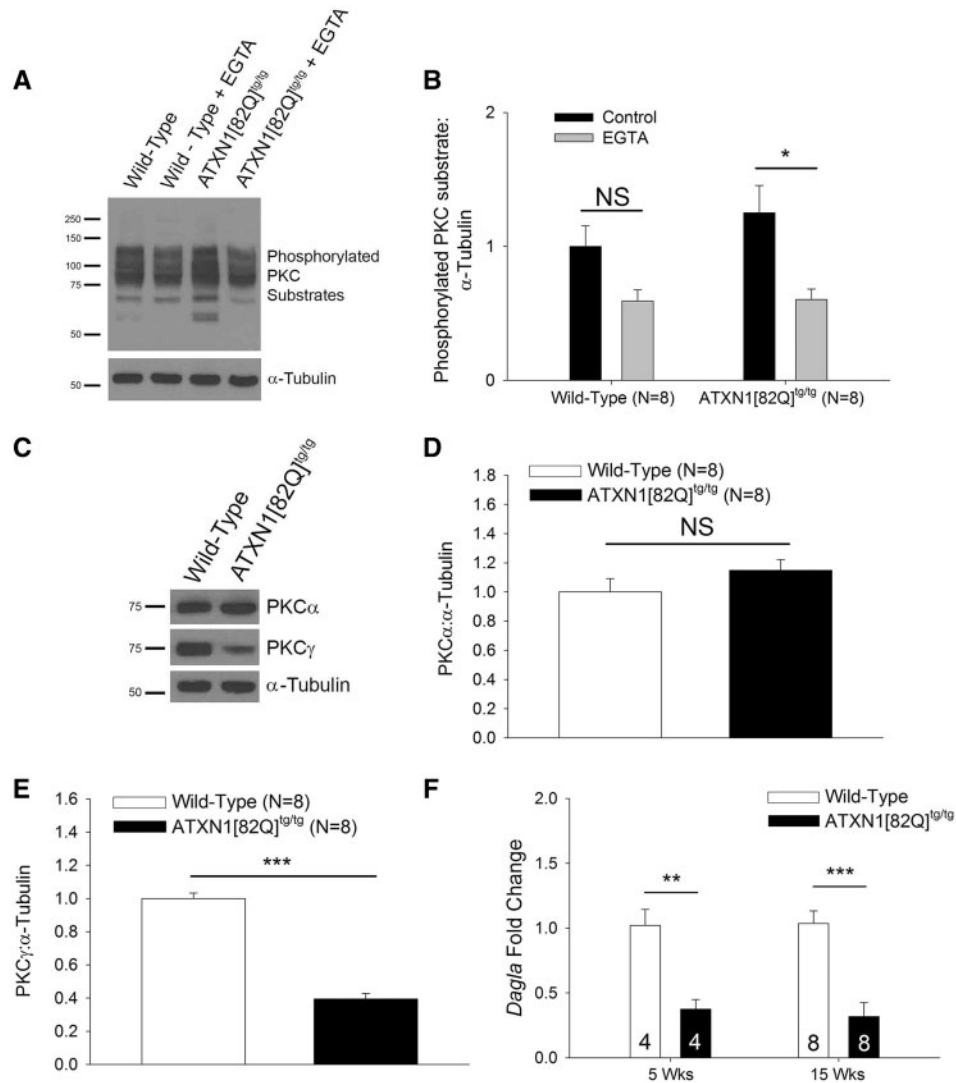 A
Wild-Type
Wild - Type + EGTA
ATXN1[82Q]tg/tg
ATXN1[82Q]tg/tg + EGTA
250
150
100
75
50
Phosphorylated
PKC
Substrates
50
α-Tubulin
B
Phosphorylated PKC substrate:
α-Tubulin
2
1
0
Control
EGTA
NS
*
Wild-Type (N=8)
ATXN1[82Q]tg/tg (N=8)
C
Wild-Type
ATXN1[82Q]tg/tg
75
PKCα
75
PKCγ
50
α-Tubulin
D
PKCα:α-Tubulin
1.8
1.6
1.4
1.2
1.0
0.8
0.6
0.4
0.2
0.0
Wild-Type (N=8)
ATXN1[82Q]tg/tg (N=8)
NS
E
PKCγ:α-Tubulin
1.6
1.4
1.2
1.0
0.8
0.6
0.4
0.2
0.0
Wild-Type (N=8)
ATXN1[82Q]tg/tg (N=8)
***
F
Dagla Fold Change
2.0
1.5
1.0
0.5
0.0
Wild-Type
ATXN1[82Q]tg/tg
**
***
4
4
8
8
5 Wks
15 Wks